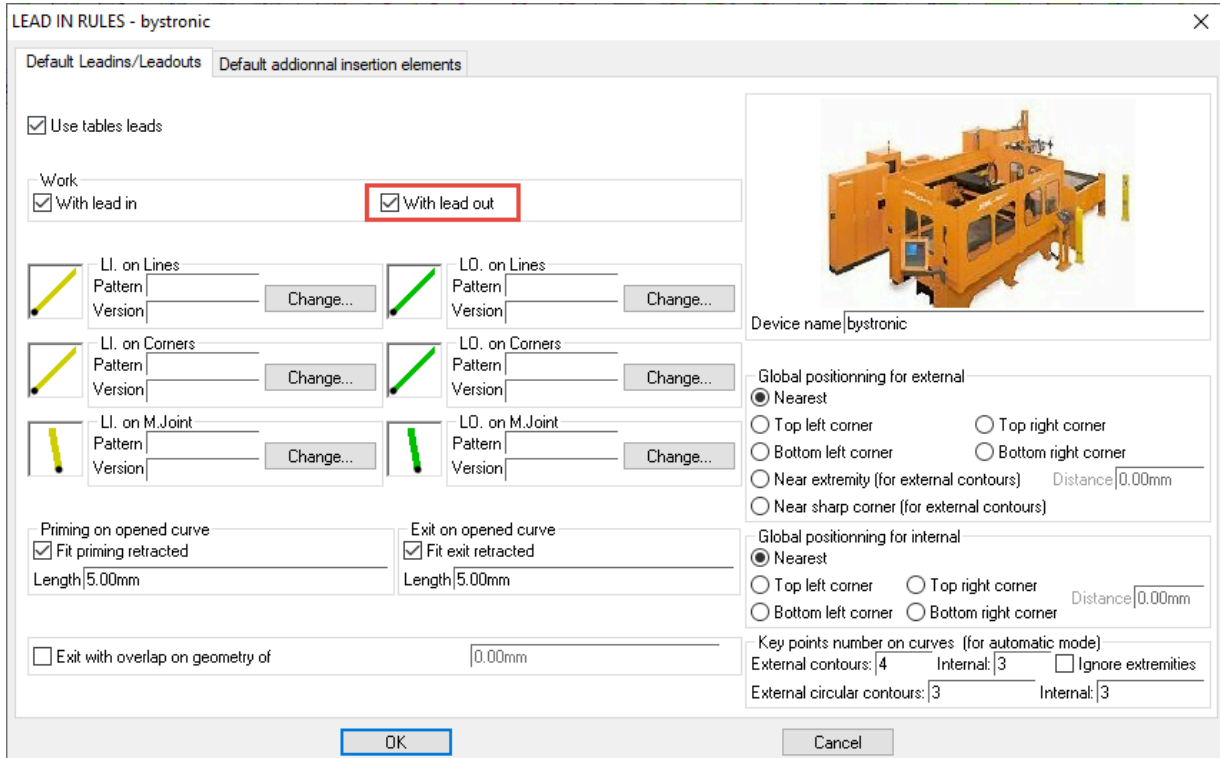 LEAD IN RULES - bystronic
Default Leadins/Leadouts
Default addionnal insertion elements
Use tables leads
Work
With lead in
With lead out
LI. on Lines
Pattern
Version
Change...
LO. on Lines
Pattern
Version
Change...
LI. on Corners
Pattern
Version
Change...
LO. on Corners
Pattern
Version
Change...
LI. on M.Joint
Pattern
Version
Change...
LO. on M.Joint
Pattern
Version
Change...
Priming on opened curve
Fit priming retracted
Length 5.00mm
Exit on opened curve
Fit exit retracted
Length 5.00mm
Exit with overlap on geometry of 0.00mm
Device name bystronic
Global positionning for external
Nearest
Top left corner Top right corner
Bottom left corner Bottom right corner
Near extremity (for external contours) Distance 0.00mm
Near sharp corner (for external contours)
Global positionning for internal
Nearest
Top left corner Top right corner
Distance 0.00mm
Bottom left corner Bottom right corner
Key points number on curves (for automatic mode)
External contours: 4 Internal: 3 Ignore extremities
External circular contours: 3 Internal: 3
OK
Cancel